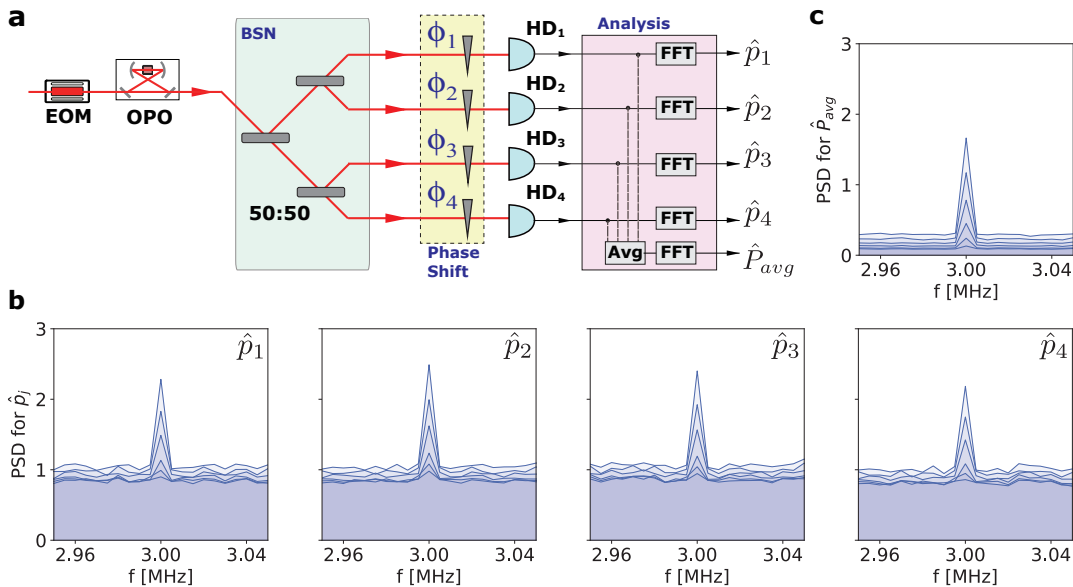 a
BSN
EOM
OPO
50:50
ϕ1
ϕ2
ϕ3
ϕ4
Phase
Shift
HD1
HD2
HD3
HD4
Analysis
FFT
FFT
FFT
FFT
Avg
FFT
p̂1
p̂2
p̂3
p̂4
P̂avg
c
PSD for P̂avg
3
2
1
0
2.96 3.00 3.04
f [MHz]
b
PSD for p̂j
3
2
1
0
p̂1
2.96 3.00 3.04
f [MHz]
p̂2
2.96 3.00 3.04
f [MHz]
p̂3
2.96 3.00 3.04
f [MHz]
p̂4
2.96 3.00 3.04
f [MHz]